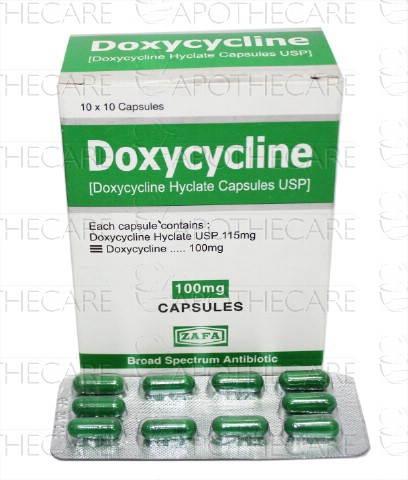 Doxycycline
[Doxycycline Hyclate Capsules USP]
10 x 10 Capsules
Doxycycline
[Doxycycline Hyclate Capsules USP]
Each capsule contains :
Doxycycline Hyclate USP 115mg
≡ Doxycycline ..... 100mg
100mg
CAPSULES
ZAFA
Broad Spectrum Antibiotic
APOTHECARE